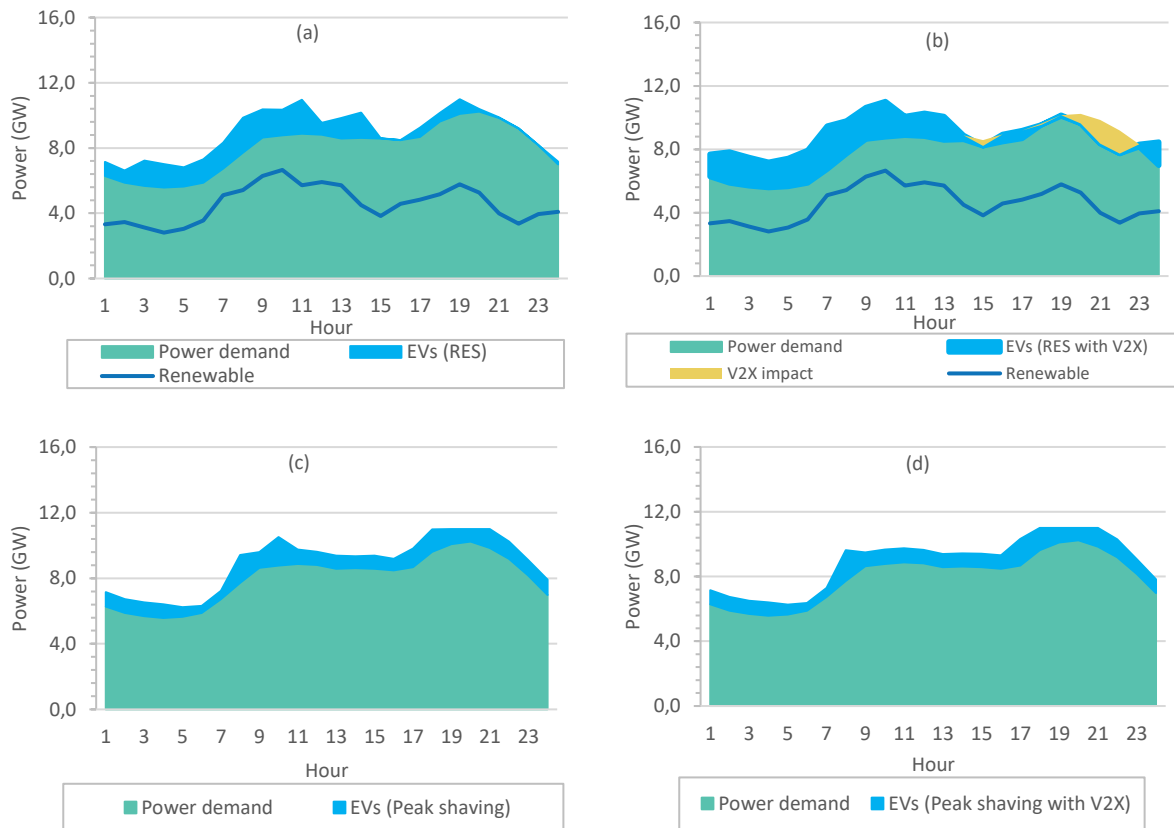 (a)
Power (GW)
16,0
12,0
8,0
4,0
0,0
1 3 5 7 9 11 13 15 17 19 21 23
Hour
Power demand EVs (RES)
Renewable
(b)
Power (GW)
16,0
12,0
8,0
4,0
0,0
1 3 5 7 9 11 13 15 17 19 21 23
Hour
Power demand EVs (RES with V2X)
V2X impact Renewable
(c)
Power (GW)
16,0
12,0
8,0
4,0
0,0
1 3 5 7 9 11 13 15 17 19 21 23
Hour
Power demand EVs (Peak shaving)
(d)
Power (GW)
16,0
12,0
8,0
4,0
0,0
1 3 5 7 9 11 13 15 17 19 21 23
Hour
Power demand EVs (Peak shaving with V2X)